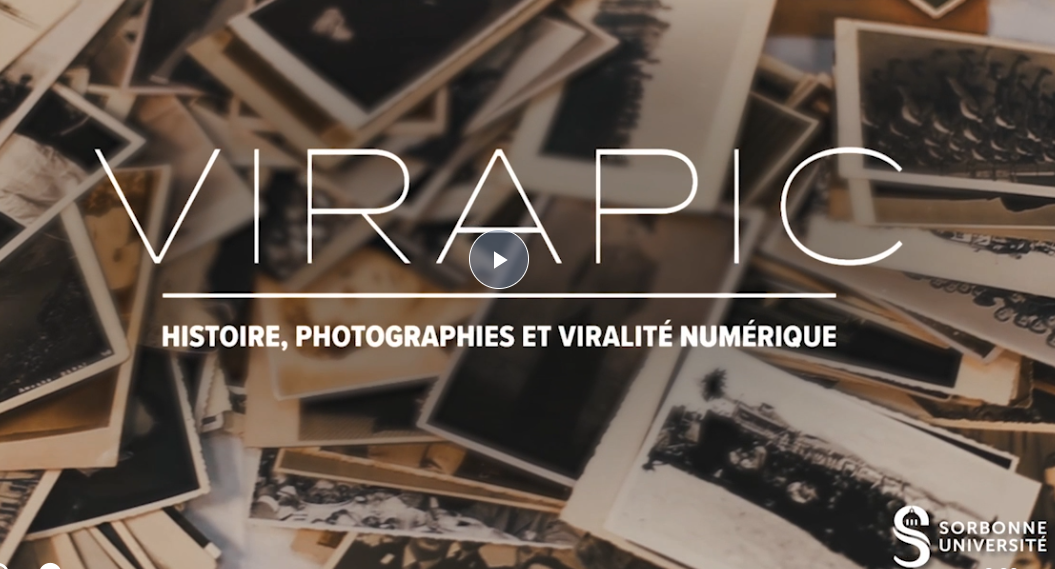 VIRAPIC
HISTOIRE, PHOTOGRAPHIES ET VIRALITÉ NUMÉRIQUE
SORBONNE
UNIVERSITÉ